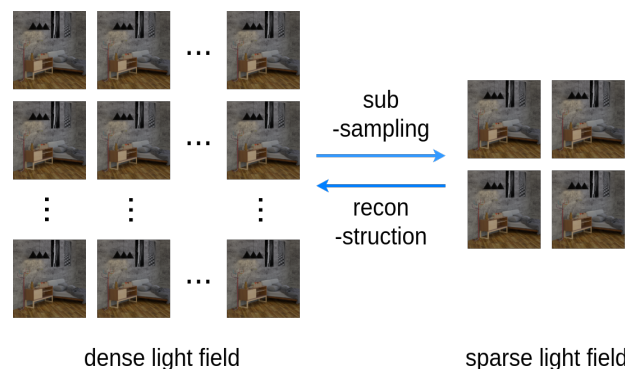 sub
-sampling
recon
-struction
dense light field
sparse light field